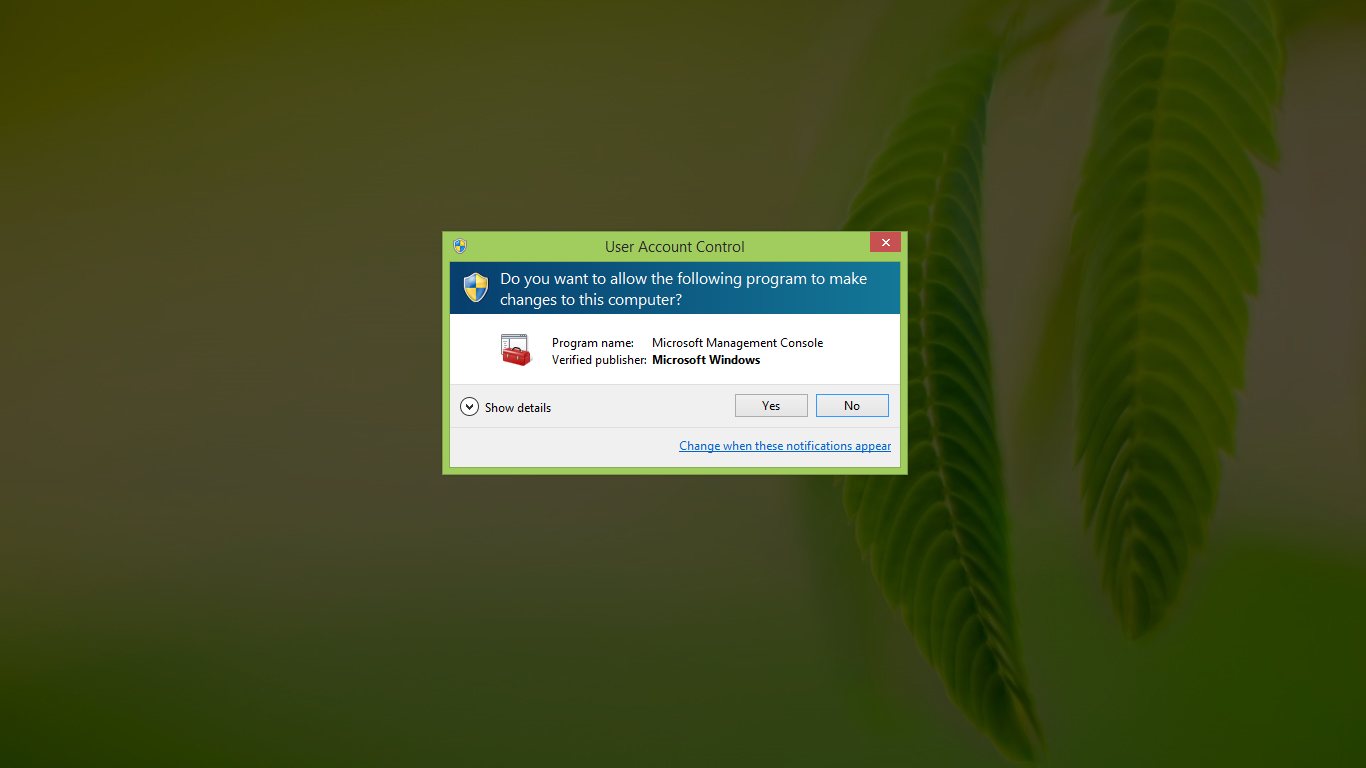 User Account Control
Do you want to allow the following program to make
changes to this computer?
Program name: Microsoft Management Console
Verified publisher: Microsoft Windows
Show details
Yes
No
Change when these notifications appear